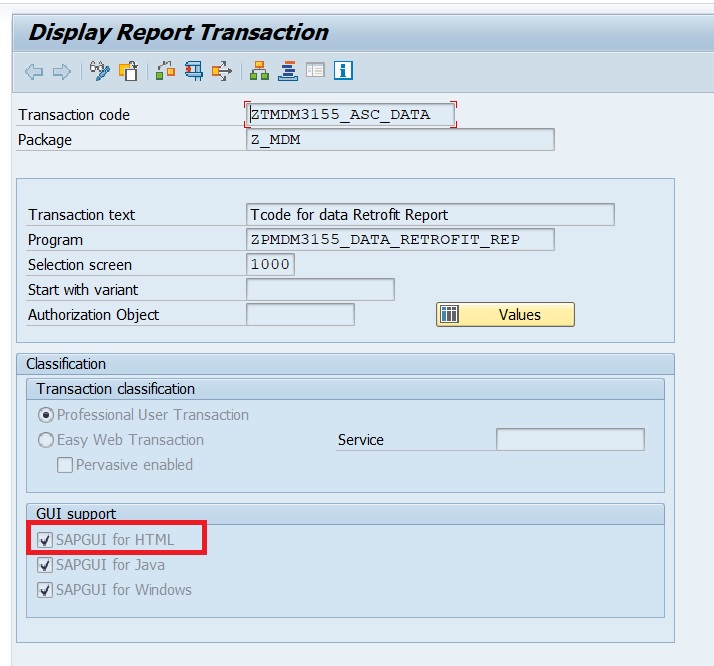 Display Report Transaction
Transaction code ZTMDM3155_ASC_DATA
Package Z_MDM
Transaction text Tcode for data Retrofit Report
Program ZPMDM3155_DATA_RETROFIT_REP
Selection screen 1000
Start with variant
Authorization Object Values
Classification
Transaction classification
Professional User Transaction
Easy Web Transaction Service
Pervasive enabled
GUI support
SAPGUI for HTML
SAPGUI for Java
SAPGUI for Windows